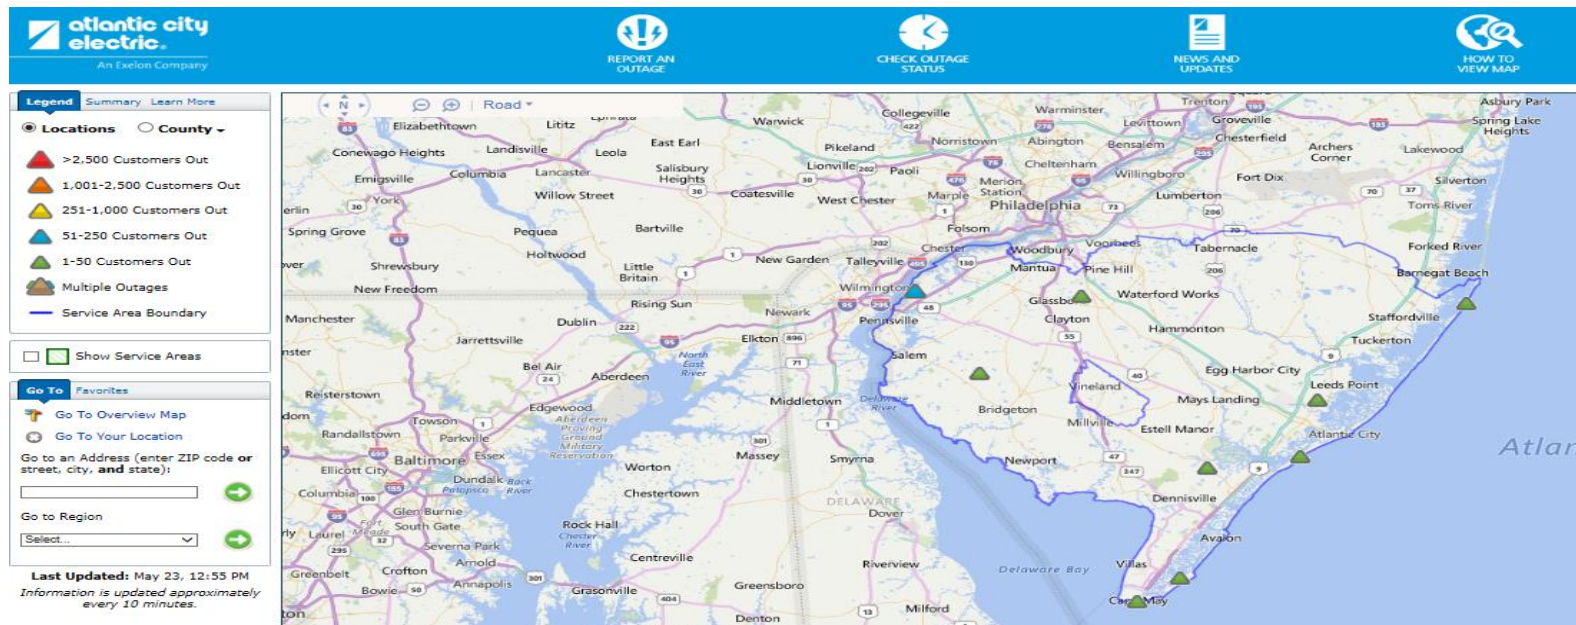 atlantic city
electric.
An Exelon Company
REPORT AN
OUTAGE
CHECK OUTAGE
STATUS
NEWS AND
UPDATES
HOW TO
VIEW MAP
Legend Summary Learn More
Locations County
>2,500 Customers Out
1,001-2,500 Customers Out
251-1,000 Customers Out
51-250 Customers Out
1-50 Customers Out
Multiple Outages
Service Area Boundary
Show Service Areas
Go To Favorites
Go To Overview Map
Go To Your Location
Go to an Address (enter ZIP code or
street, city, and state):
Go to Region
Select...
Last Updated: May 23, 12:55 PM
Information is updated approximately
every 10 minutes.
N
Road
Elizabethtown
Lititz
Ephrata
Warwick
Collegeville
Warminster
Trenton
Asbury Park
Levittown
Groveville
Spring Lake
Heights
Conewago Heights
Landisville
Leola
East Earl
Pikeland
Norristown
Abington
Bensalem
Chesterfield
Archers
Corner
Lakewood
Emigsville
Columbia
Lancaster
Salisbury
Heights
Lionville
Paoli
Cheltenham
Willingboro
Fort Dix
Silverton
York
Willow Street
Coatesville
West Chester
Marple
Merion
Station
Philadelphia
Lumberton
Toms River
erlin
Spring Grove
Pequea
Bartville
Folsom
Holtwood
New Garden
Talleyville
Chester
Woodbury
Voorhees
Tabernacle
Forked River
over
Shrewsbury
Little
Britain
Mantua
Pine Hill
Barnegat Beach
New Freedom
Rising Sun
Wilmington
Glassboro
Waterford Works
Manchester
Dublin
Newark
Pennsville
Clayton
Hammonton
Staffordville
Jarrettsville
Elkton
Tuckerton
nster
Bel Air
North
East
River
Salem
Egg Harbor City
Leeds Point
Aberdeen
Vineland
Reisterstown
Edgewood
Middletown
Delaware
River
Bridgeton
Mays Landing
dom
Towson
Aberdeen
Proving
Ground
Military
Reservation
Millville
Estell Manor
Atlantic City
Randallstown
Parkville
Massey
Smyrna
Atlan
Baltimore
Essex
Ellicott City
Worton
Newport
Dundalk
Back
River
Columbia
Patapsco
Chestertown
DELAWARE
Dennisville
Glen Burnie
Dover
Fort
Meade
South Gate
Rock Hall
rly
Laurel
Chester
River
Avalon
Severna Park
Centreville
Arnold
Riverview
Delaware Bay
Villas
Greenbelt
Crofton
Annapolis
Bowie
Grasonville
Greensboro
Cape May
Milford
ton
Denton